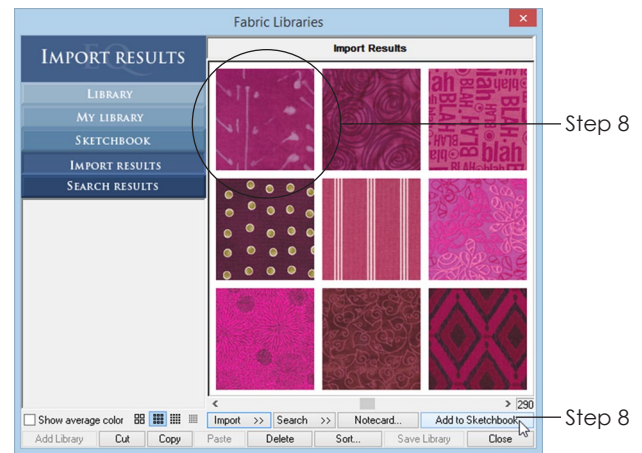 Fabric Libraries
IMPORT RESULTS
LIBRARY
MY LIBRARY
SKETCHBOOK
IMPORT RESULTS
SEARCH RESULTS
Import Results
BLAH
blah
Step 8
290
Show average color
Import >> Search >> Notecard... Add to Sketchbook
Step 8
Add Library Cut Copy Paste Delete Sort... Save Library Close